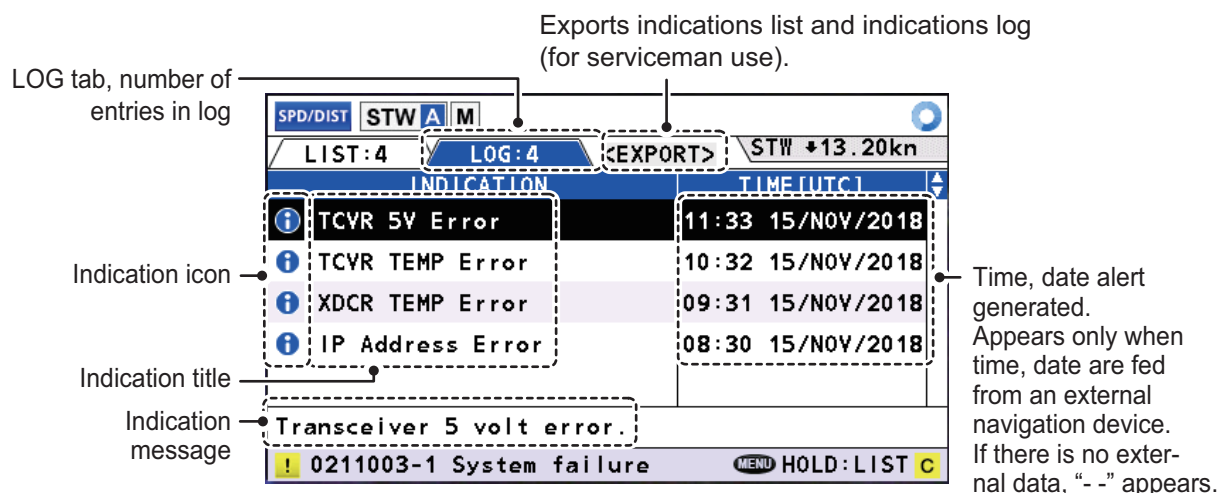 Exports indications list and indications log
(for serviceman use).
LOG tab, number of
entries in log
SPD/DIST STW A M
LIST:4 LOG:4 <EXPORT> STW 13.20kn
INDICATION TIME[UTC]
TCVR 5V Error 11:33 15/NOV/2018
TCVR TEMP Error 10:32 15/NOV/2018
XDCR TEMP Error 09:31 15/NOV/2018
IP Address Error 08:30 15/NOV/2018
Transceiver 5 volt error.
! 0211003-1 System failure MENU HOLD:LIST C
Indication icon
Indication title
Indication
message
Time, date alert
generated.
Appears only when
time, date are fed
from an external
navigation device.
If there is no exter-
nal data, “- -” appears.